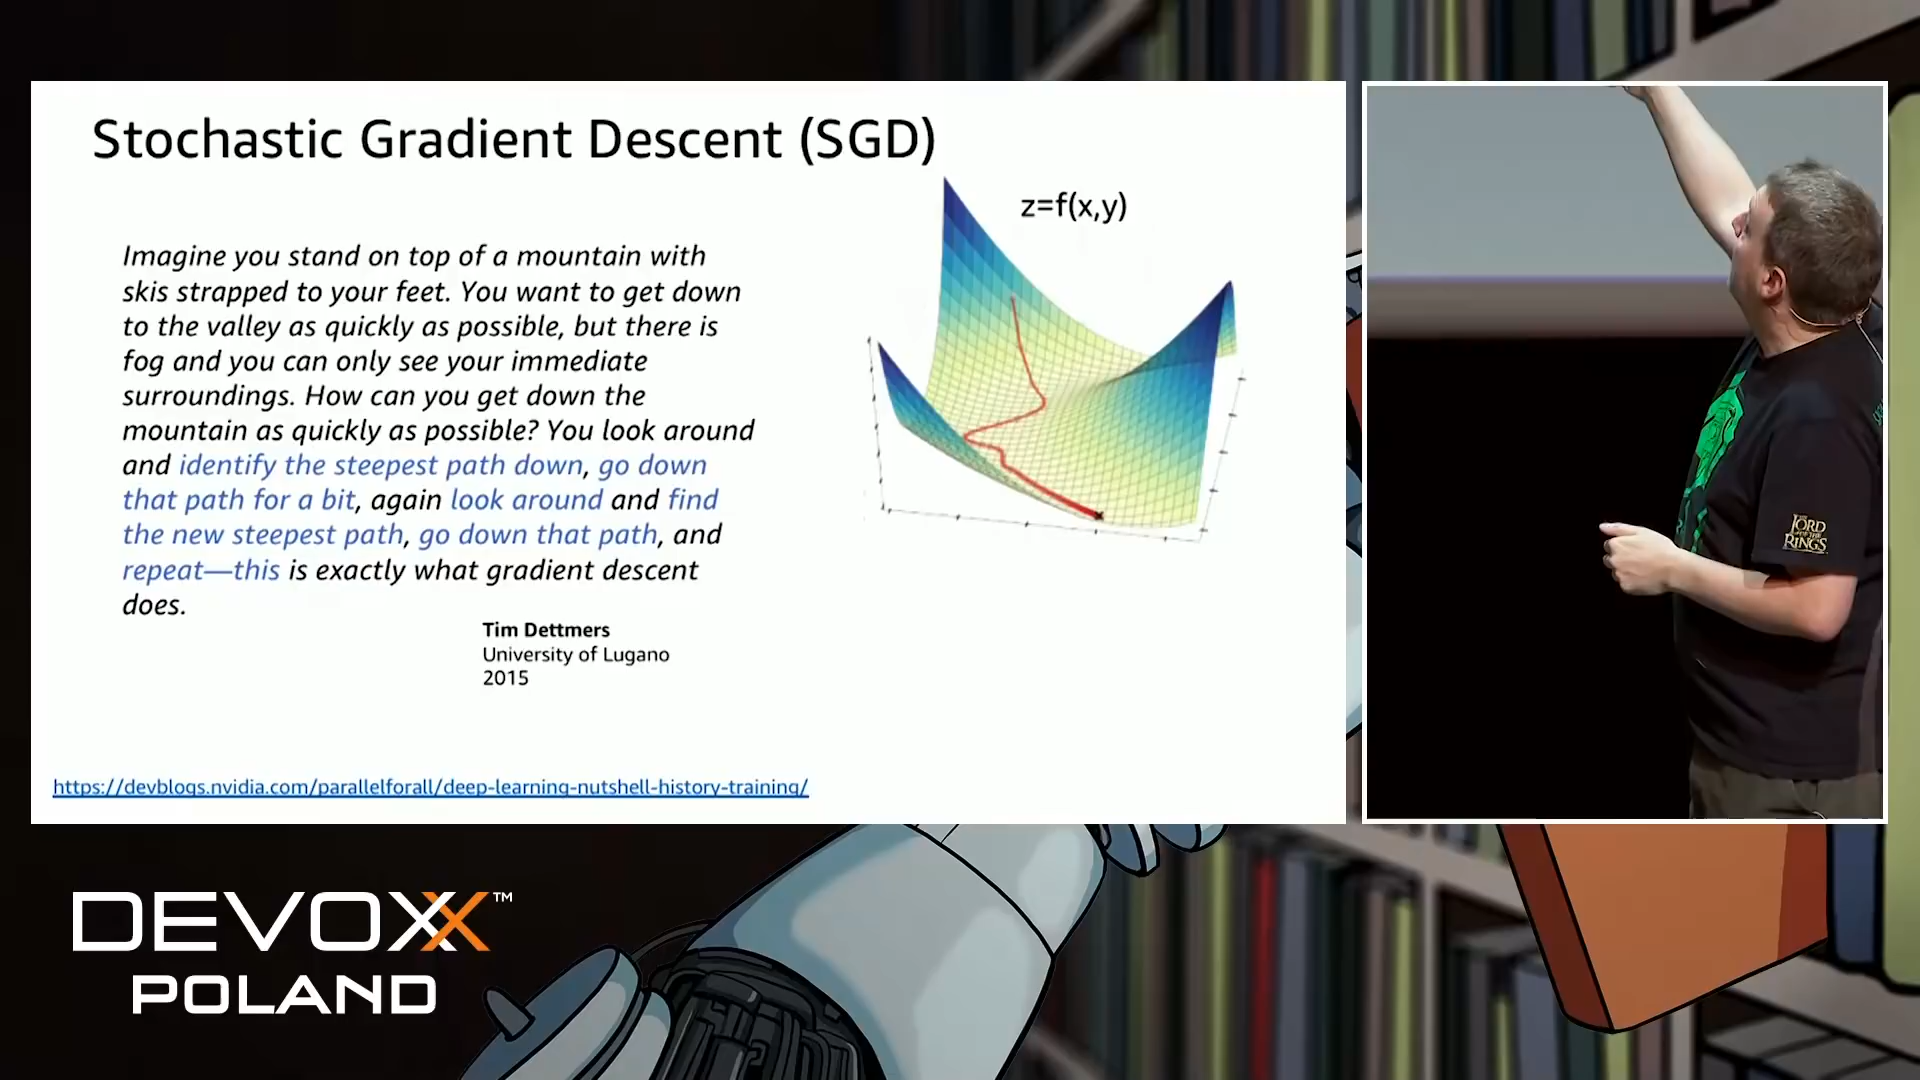 Stochastic Gradient Descent (SGD)
z=f(x,y)
Imagine you stand on top of a mountain with
skis strapped to your feet. You want to get down
to the valley as quickly as possible, but there is
fog and you can only see your immediate
surroundings. How can you get down the
mountain as quickly as possible? You look around
and identify the steepest path down, go down
that path for a bit, again look around and find
the new steepest path, go down that path, and
repeat—this is exactly what gradient descent
does.
Tim Dettmers
University of Lugano
2015
https://devblogs.nvidia.com/parallelforall/deep-learning-nutshell-history-training/
THE LORD
OF THE
RINGS
DEVOXX™
POLAND